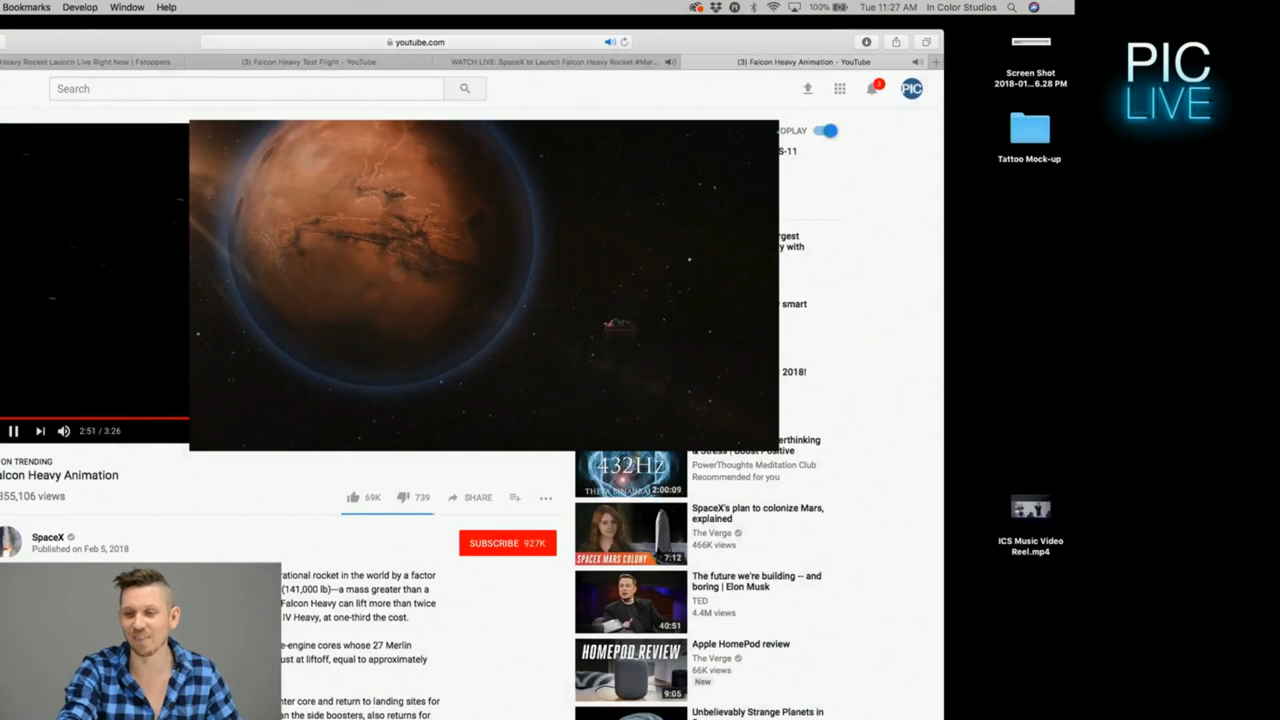 Bookmarks Develop Window Help
100% Tue 11:27 AM In Color Studios
youtube.com
Heavy Rocket Launch Live Right Now | Fstoppers
(3) Falcon Heavy Test Flight - YouTube
WATCH LIVE: SpaceX to Launch Falcon Heavy Rocket #Mar...
(3) Falcon Heavy Animation - YouTube
Search
3
PIC
Screen Shot
2018-01...6.28 PM
PIC
LIVE
Tattoo Mock-up
OPLAY
S-11
rgest
y with
smart
2018!
2:51 / 3:26
ON TRENDING
alcon Heavy Animation
355,106 views
69K 739 SHARE
SpaceX
Published on Feb 5, 2018
SUBSCRIBE 927K
rational rocket in the world by a factor
(141,000 lb)--a mass greater than a
Falcon Heavy can lift more than twice
IV Heavy, at one-third the cost.
e-engine cores whose 27 Merlin
ust at liftoff, equal to approximately
nter core and return to landing sites for
an the side boosters, also returns for
432Hz
THETA BINAURAL
2:00:09
erthinking
& Stress | Boost Positive
PowerThoughts Meditation Club
Recommended for you
SPACEX MARS COLONY
7:12
SpaceX's plan to colonize Mars,
explained
The Verge
466K views
40:51
The future we're building -- and
boring | Elon Musk
TED
4.4M views
HOMEPOD REVIEW
9:05
Apple HomePod review
The Verge
66K views
New
Unbelievably Strange Planets in
ICS Music Video
Reel.mp4